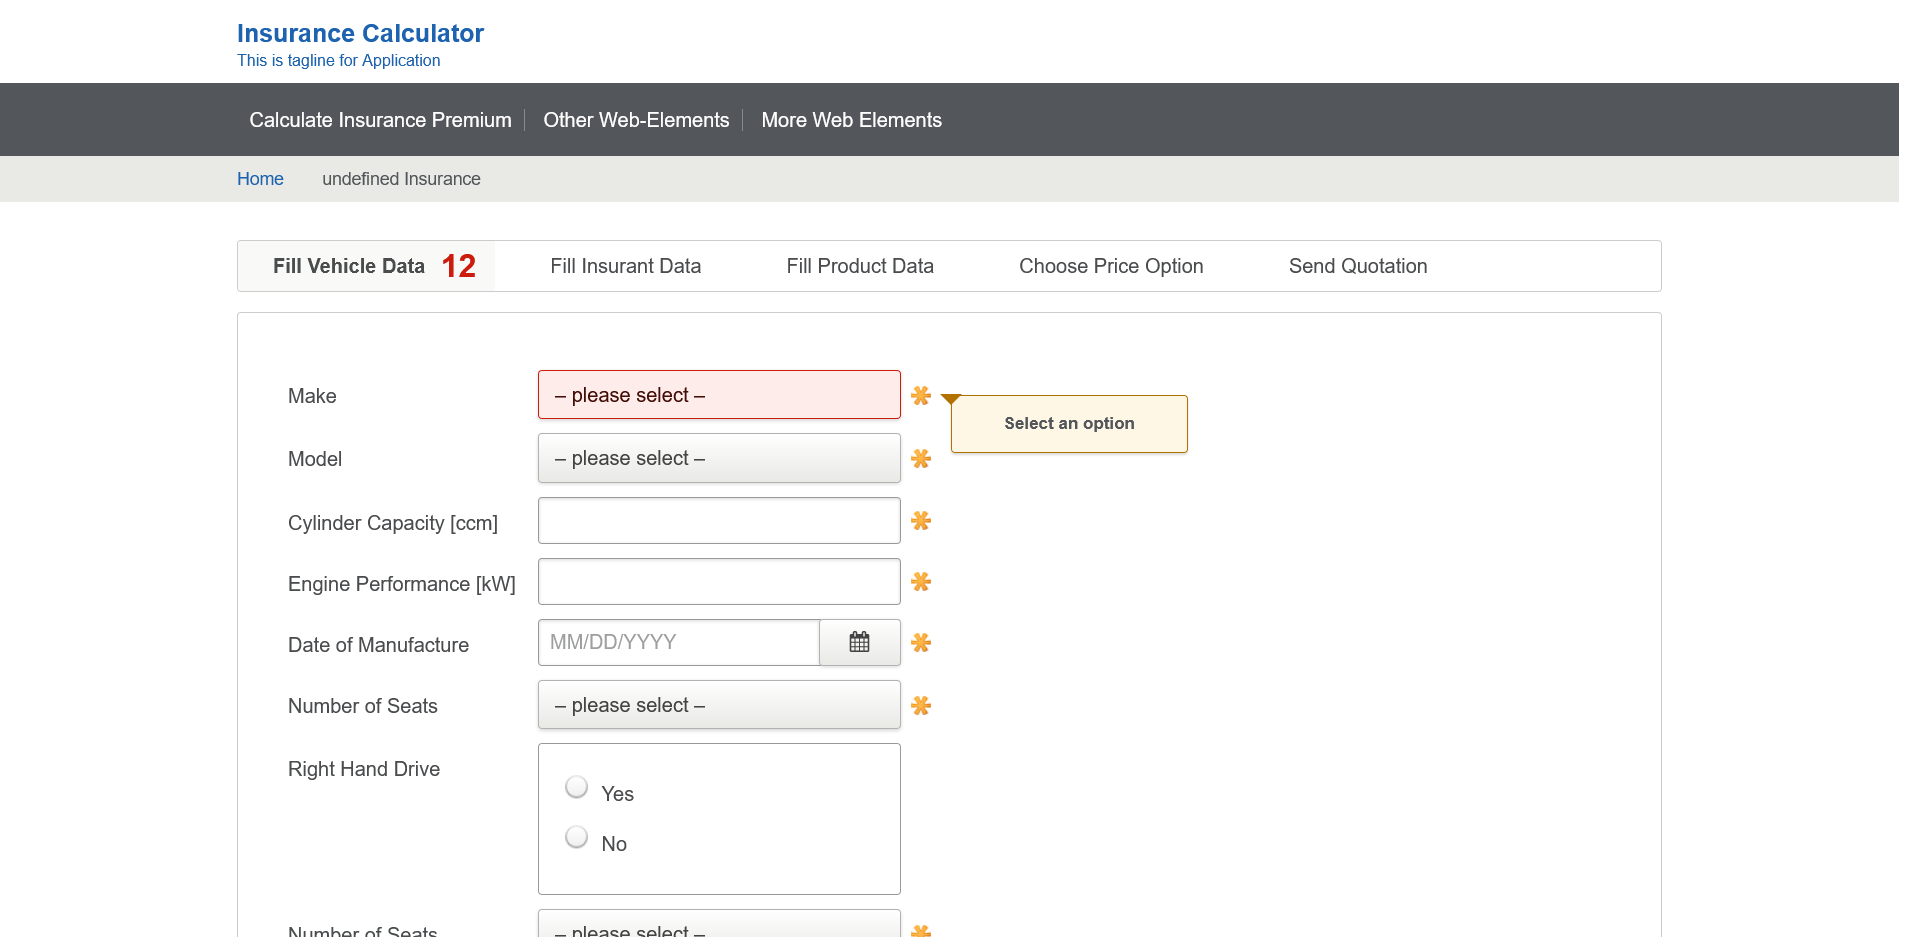 Insurance Calculator
This is tagline for Application
Calculate Insurance Premium
Other Web-Elements
More Web Elements
Home
undefined Insurance
Fill Vehicle Data 12
Fill Insurant Data
Fill Product Data
Choose Price Option
Send Quotation
Make
– please select –
Select an option
Model
– please select –
Cylinder Capacity [ccm]
Engine Performance [kW]
Date of Manufacture
MM/DD/YYYY
Number of Seats
– please select –
Right Hand Drive
Yes
No
Number of Seats
– please select –